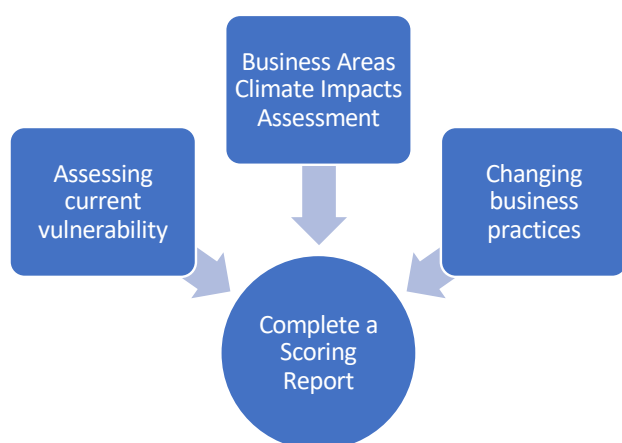 Business Areas
Climate Impacts
Assessment
Assessing
current
vulnerability
Changing
business
practices
Complete a
Scoring
Report